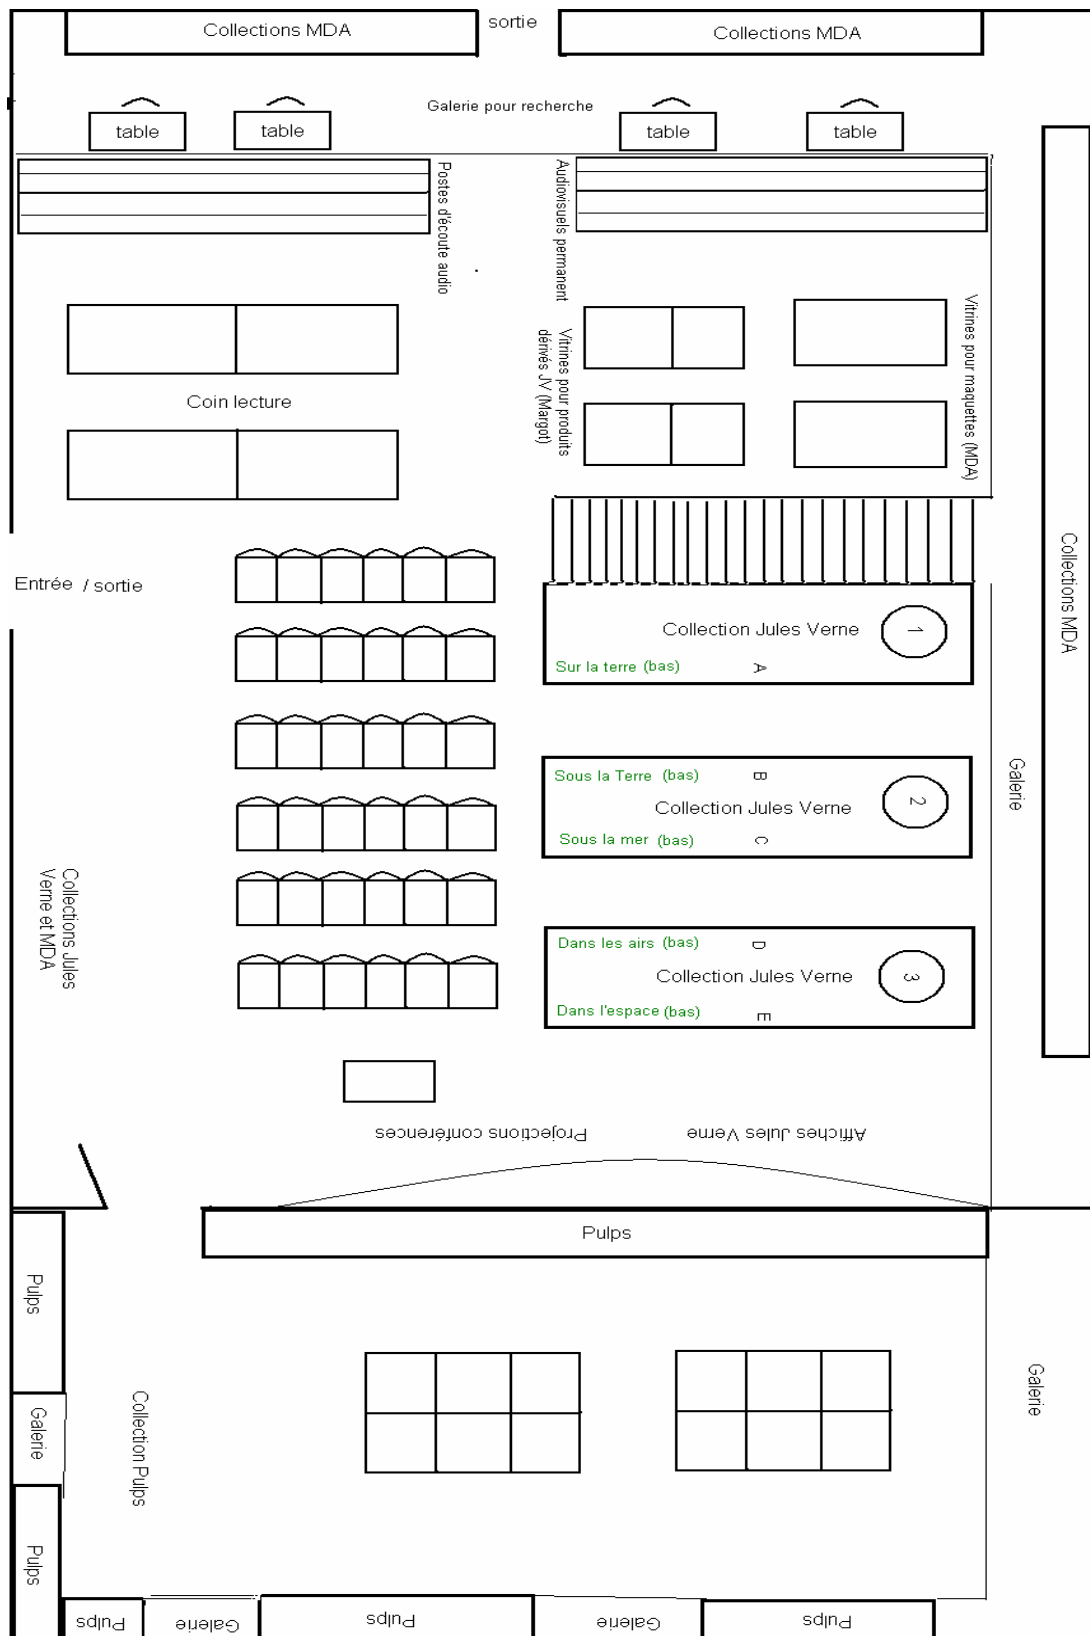 Collections MDA
sortie
Collections MDA
Galerie pour recherche
table
table
table
table
Postes d'écoute audio
Audiovisuels permanent
Vitrines pour produits
dérivés JV (Margot)
Vitrines pour maquettes (MDA)
Coin lecture
Entrée / sortie
Collections MDA
Collection Jules Verne
1
Sur la terre (bas)
A
Sous la Terre (bas)
B
Collection Jules Verne
2
Sous la mer (bas)
C
Galerie
Collections Jules
Verne et MDA
Dans les airs (bas)
D
Collection Jules Verne
3
Dans l'espace (bas)
E
Projections conférences
Affiches Jules Verne
Pulps
Pulps
Galerie
Pulps
Collection Pulps
Galerie
Pulps
Galerie
Pulps
Galerie
Pulps